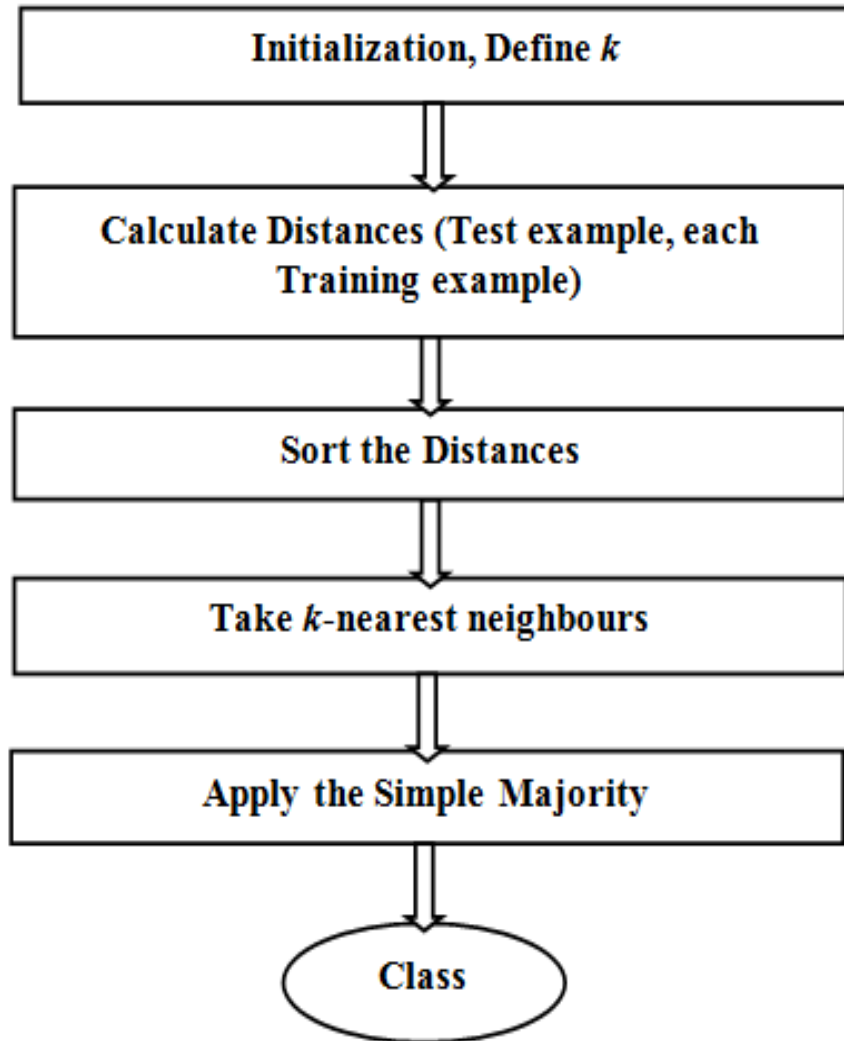 Initialization, Define k
Calculate Distances (Test example, each
Training example)
Sort the Distances
Take k-nearest neighbours
Apply the Simple Majority
Class